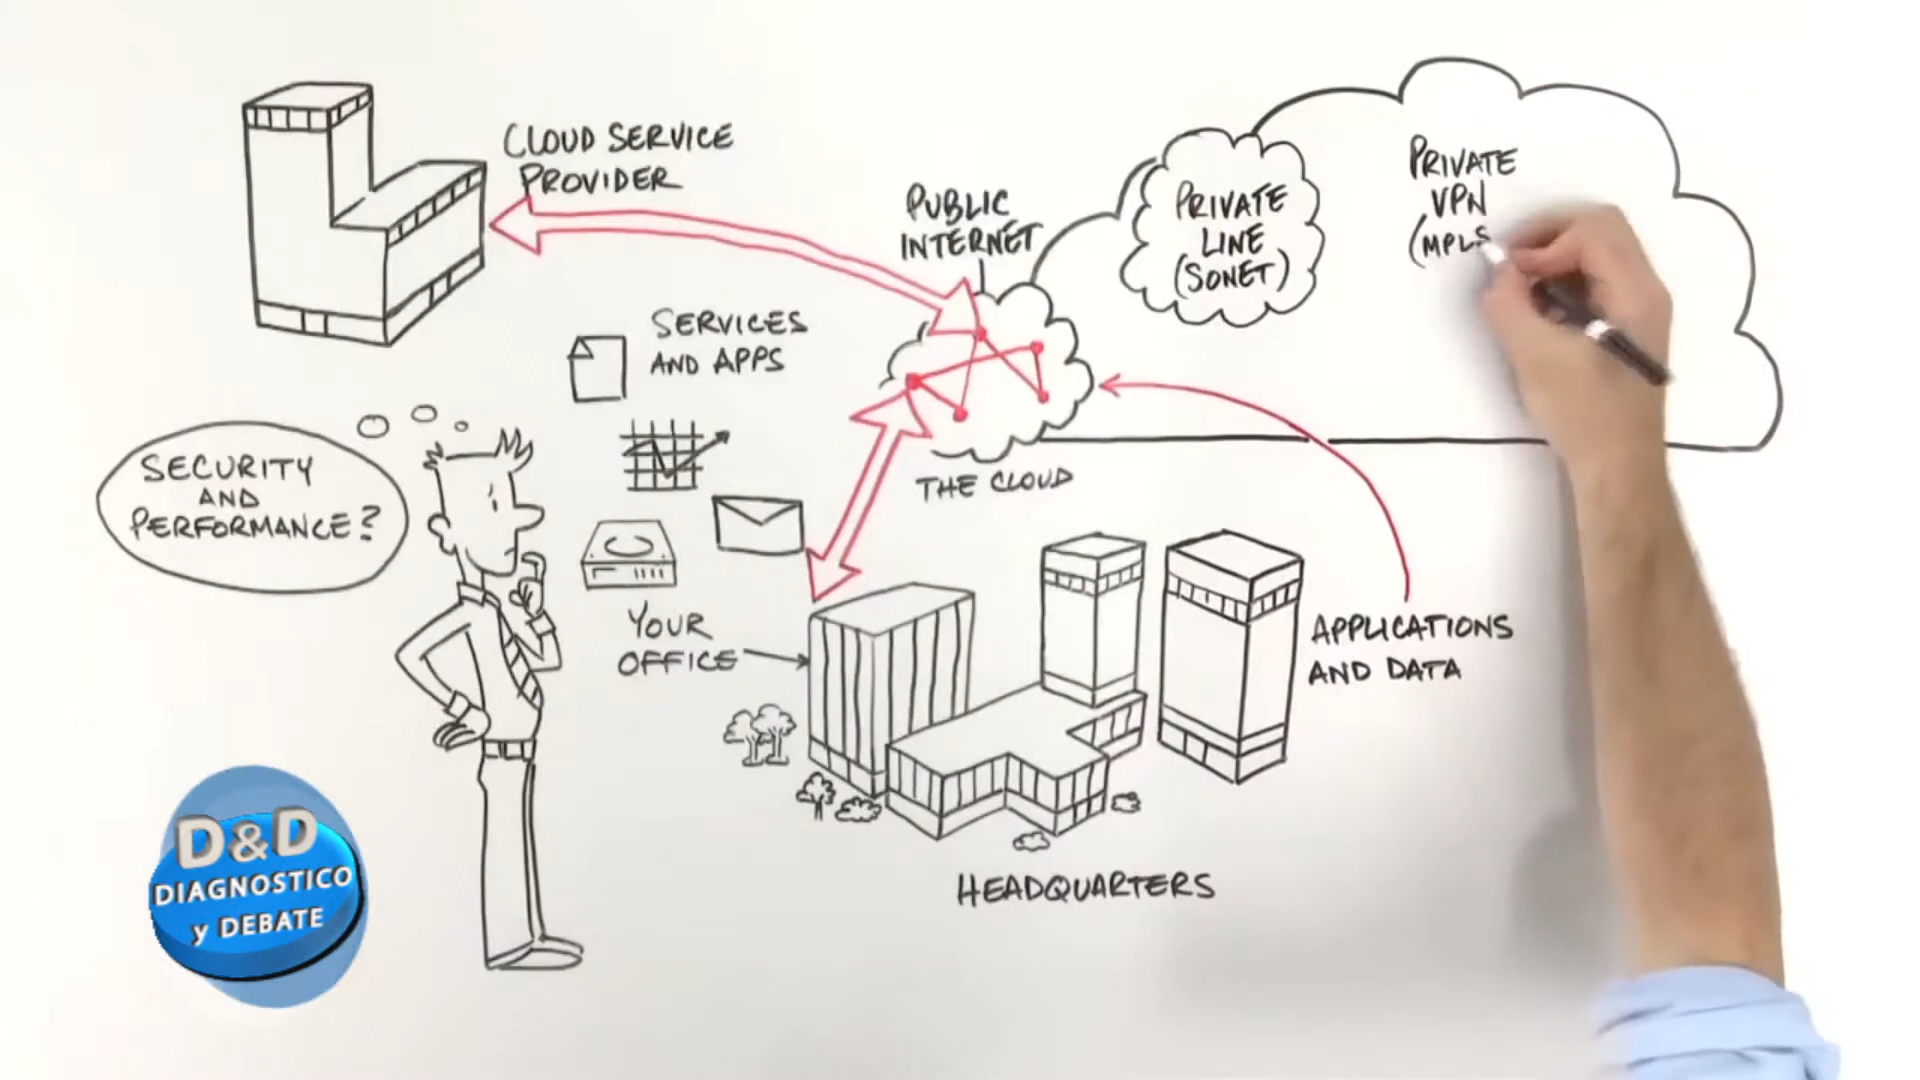 CLOUD SERVICE
PROVIDER
PUBLIC
INTERNET
PRIVATE
LINE
(SONET)
PRIVATE
VPN
(MPLS
SERVICES
AND APPS
SECURITY
AND
PERFORMANCE?
THE CLOUD
YOUR
OFFICE
APPLICATIONS
AND DATA
HEADQUARTERS
D&D
DIAGNOSTICO
y DEBATE